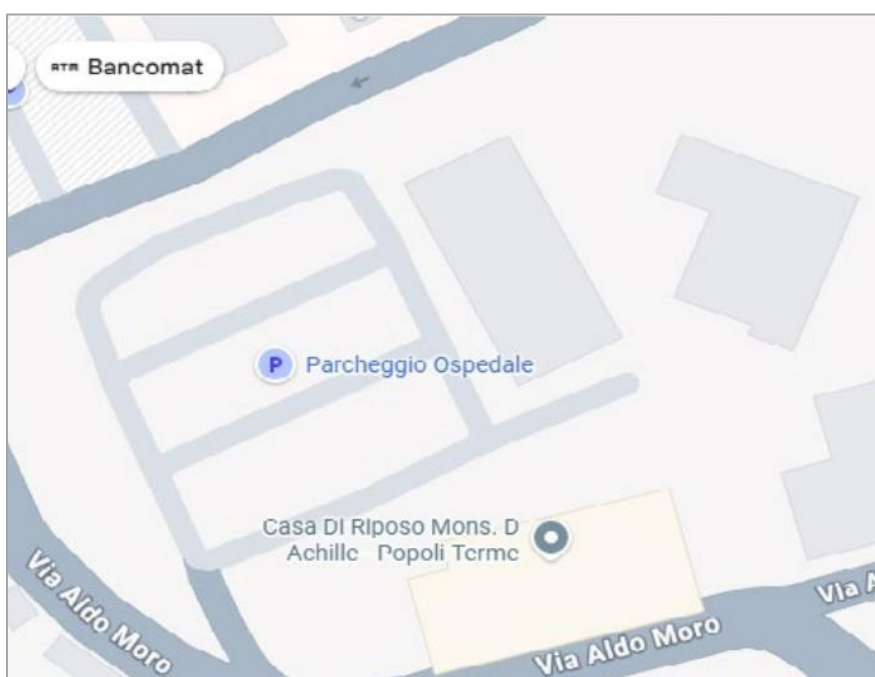 ATM Bancomat
P Parcheggio Ospedale
Casa Di Riposo Mons. D
Achille - Popoli Terme
Via Aldo Moro
Via Aldo Moro
Via A